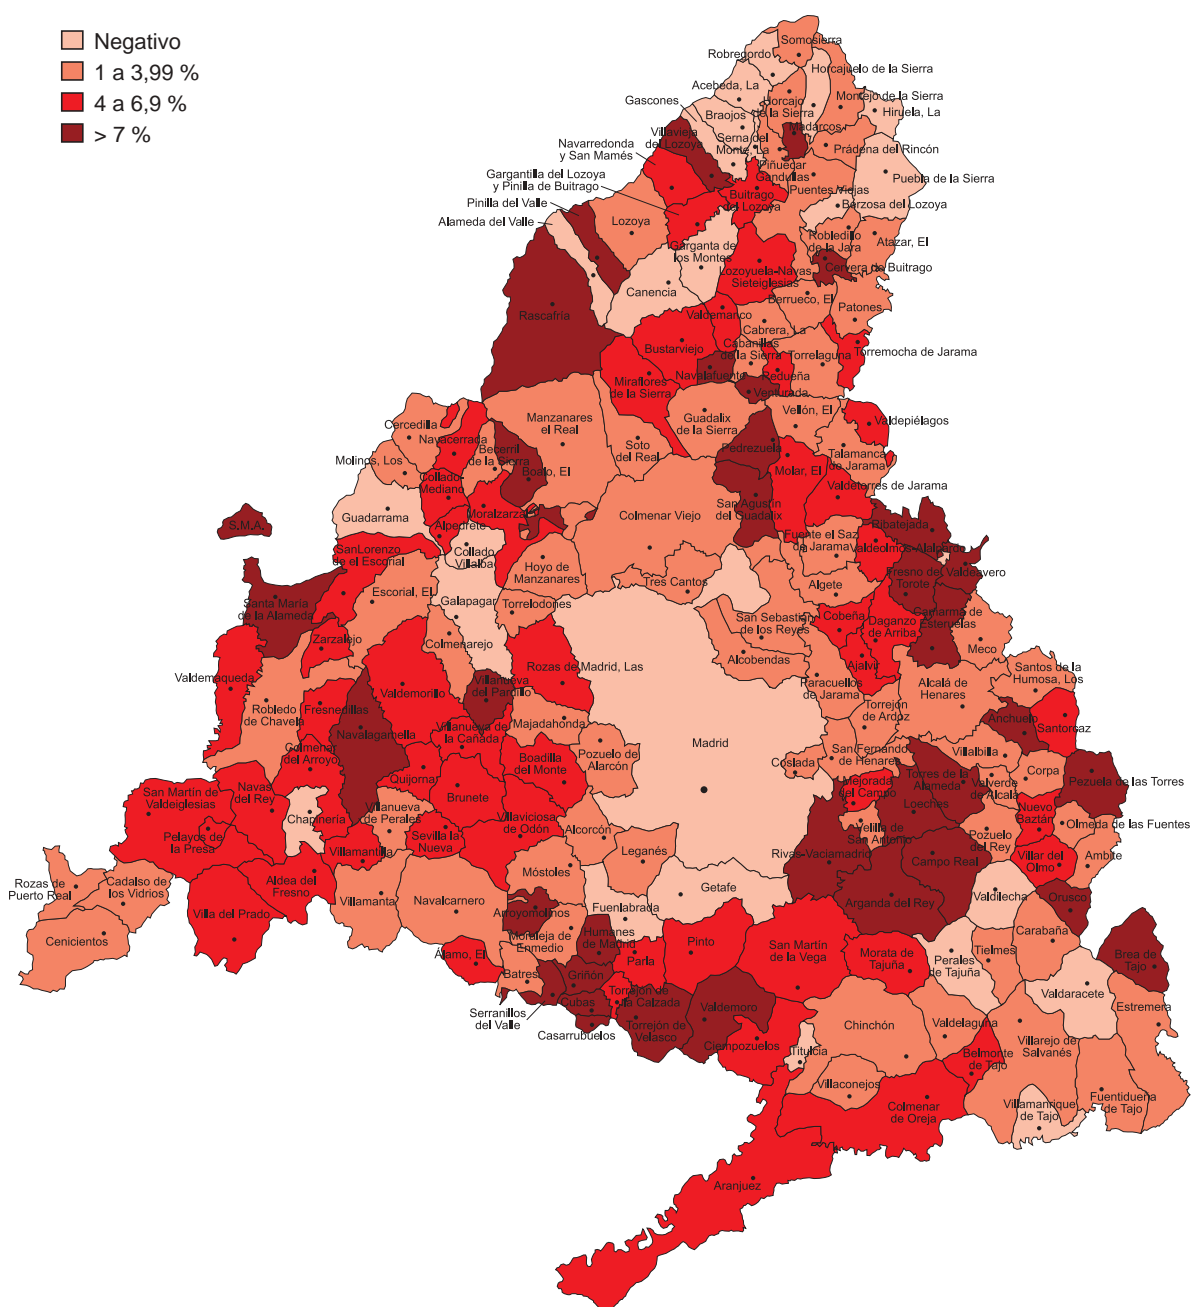 Negativo
1 a 3,99 %
4 a 6,9 %
> 7 %
Somosierra
Robregordo
Horcajuelo de la Sierra
Acebeda, La
Montejo de la Sierra
Gascones
Horcajo
de la Sierra
Hiruela, La
Braojos
Madarcos
Villavieja
del Lozoya
Serna del
Monte, La
Prádena del Rincón
Navarredonda
y San Mamés
Piñuecar
Gandullas
Puebla de la Sierra
Gargantilla del Lozoya
y Pinilla de Buitrago
Buitrago
del Lozoya
Puentes Viejas
Berzosa del Lozoya
Pinilla del Valle
Alameda del Valle
Lozoya
Robledillo
de la Jara
Atazar, El
Garganta de
los Montes
Cervera de Buitrago
Lozoyuela-Navas
Sieteiglesias
Canencia
Berrueco, El
Patones
Rascafría
Valdemanco
Cabrera, La
Bustarviejo
Cabanillas
de la Sierra
Torrelaguna
Torremocha de Jarama
Navalafuente
Redueña
Miraflores
de la Sierra
Venturada
Cercedilla
Manzanares
el Real
Guadalix
de la Sierra
Vellón, El
Valdepiélagos
Navacerrada
Becerril
de la Sierra
Soto
del Real
Pedrezuela
Talamanca
de Jarama
Molinos, Los
Boalo, El
Molar, El
Collado-
Mediano
Valdetorres de Jarama
Guadarrama
Moralzarzal
Colmenar Viejo
San Agustín
del Guadalix
S.M.A.
Alpedrete
Ribatejada
Fuente el Saz
de Jarama
Valdeolmos-Alalpardo
SanLorenzo
de el Escorial
Collado
Villalba
Hoyo de
Manzanares
Tres Cantos
Fresno de
Torote
Valdeavero
Santa María
de la Alameda
Escorial, El
Galapagar
Torrelodones
Algete
Camarma de
Esteruelas
San Sebastián
de los Reyes
Cobeña
Daganzo
de Arriba
Zarzalejo
Colmenarejo
Meco
Alcobendas
Ajalvir
Valdemaqueda
Rozas de Madrid, Las
Santos de la
Humosa, Los
Valdemorillo
Villanueva
del Pardillo
Paracuellos
de Jarama
Alcalá de
Henares
Robledo
de Chavela
Fresnedillas
Torrejón
de Ardoz
Anchuelo
Santorcaz
Navalagamella
Villanueva de
la Cañada
Majadahonda
Madrid
Colmenar
del Arroyo
Pozuelo de
Alarcón
San Fernando
de Henares
Villalbilla
Boadilla
del Monte
Coslada
Corpa
Quijorna
Mejorada
del Campo
Torres de la
Alameda
Valverde
de Alcalá
Pezuela de las Torres
San Martín de
Valdeiglesias
Navas
del Rey
Brunete
Loeches
Nuevo
Baztán
Villanueva
de Perales
Chapinería
Villaviciosa
de Odón
Velilla de
San Antonio
Olmeda de las Fuentes
Pelayos de
la Presa
Sevilla la
Nueva
Alcorcón
Pozuelo
del Rey
Villamantilla
Leganés
Rivas-Vaciamadrid
Campo Real
Villar del
Olmo
Ambite
Rozas de
Puerto Real
Cadalso de
los Vidrios
Aldea del
Fresno
Móstoles
Getafe
Valdilecha
Orusco
Villa del Prado
Villamanta
Navalcarnero
Arroyomolinos
Fuenlabrada
Arganda del Rey
Cenicientos
Moraleja de
Enmedio
Humanes
de Madrid
Carabaña
Álamo, El
Parla
Pinto
San Martín
de la Vega
Morata de
Tajuña
Perales
de Tajuña
Tielmes
Brea de
Tajo
Batres
Griñón
Valdaracete
Serranillos
del Valle
Cubas
Torrejón de
la Calzada
Valdemoro
Estremera
Casarrubuelos
Torrejón de
Velasco
Ciempozuelos
Chinchón
Valdelaguna
Villarejo de
Salvanés
Titulcia
Belmonte
de Tajo
Villaconejos
Colmenar
de Oreja
Villamanrique
de Tajo
Fuentidueña
de Tajo
Aranjuez